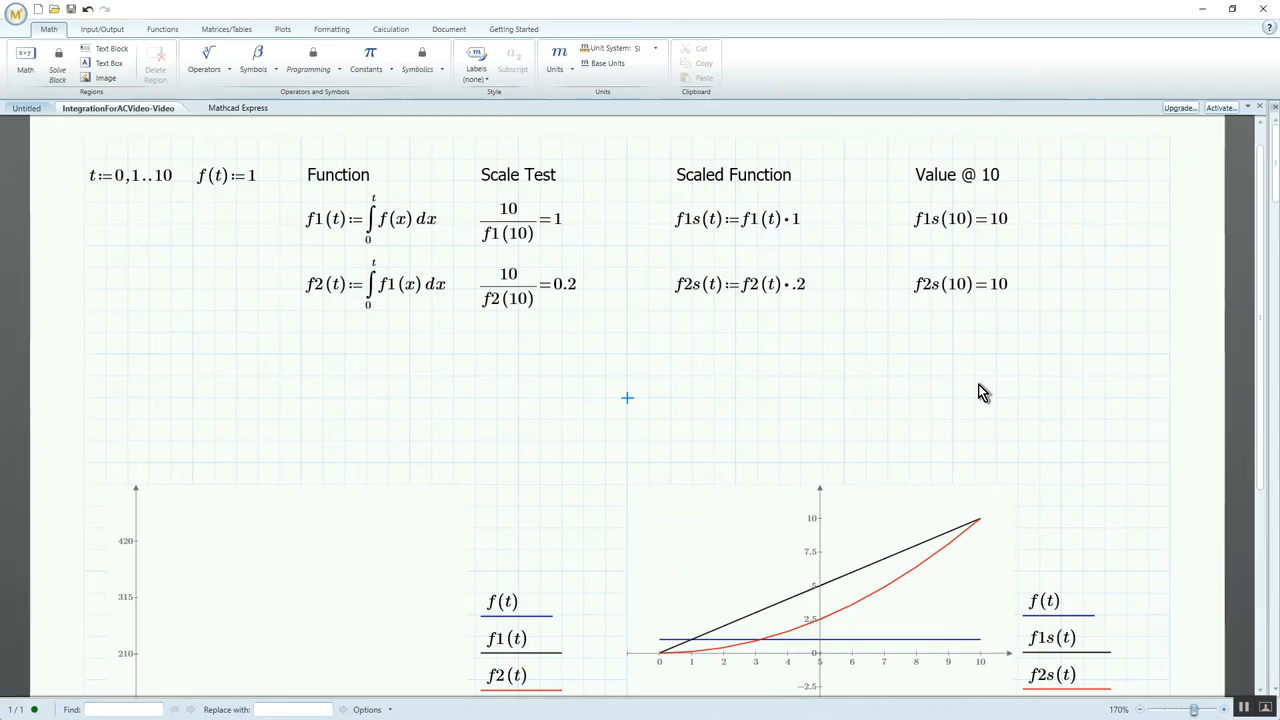 Math Input/Output Functions Matrices/Tables Plots Formatting Calculation Document Getting Started
Math
Solve Block
Text Block
Text Box
Image
Delete Region
Regions
Operators
Symbols
Programming
Constants
Symbolics
Operators and Symbols
Labels (none)
Subscript
Style
Units
Unit System: SI
Base Units
Units
Cut
Copy
Paste
Clipboard
Untitled IntegrationForACVideo-Video Mathcad Express Upgrade... Activate...
t:=0,1..10 f(t):=1 Function Scale Test Scaled Function Value @ 10
f1(t):=∫₀ᵗ f(x) dx 10/f1(10)=1 f1s(t):=f1(t)•1 f1s(10)=10
f2(t):=∫₀ᵗ f1(x) dx 10/f2(10)=0.2 f2s(t):=f2(t)•.2 f2s(10)=10
420
315
210
f(t)
f1(t)
f2(t)
10
7.5
5
2.5
0
-2.5
0 1 2 3 4 5 6 7 8 9 10
f(t)
f1s(t)
f2s(t)
1 / 1 Find: Replace with: Options 170%